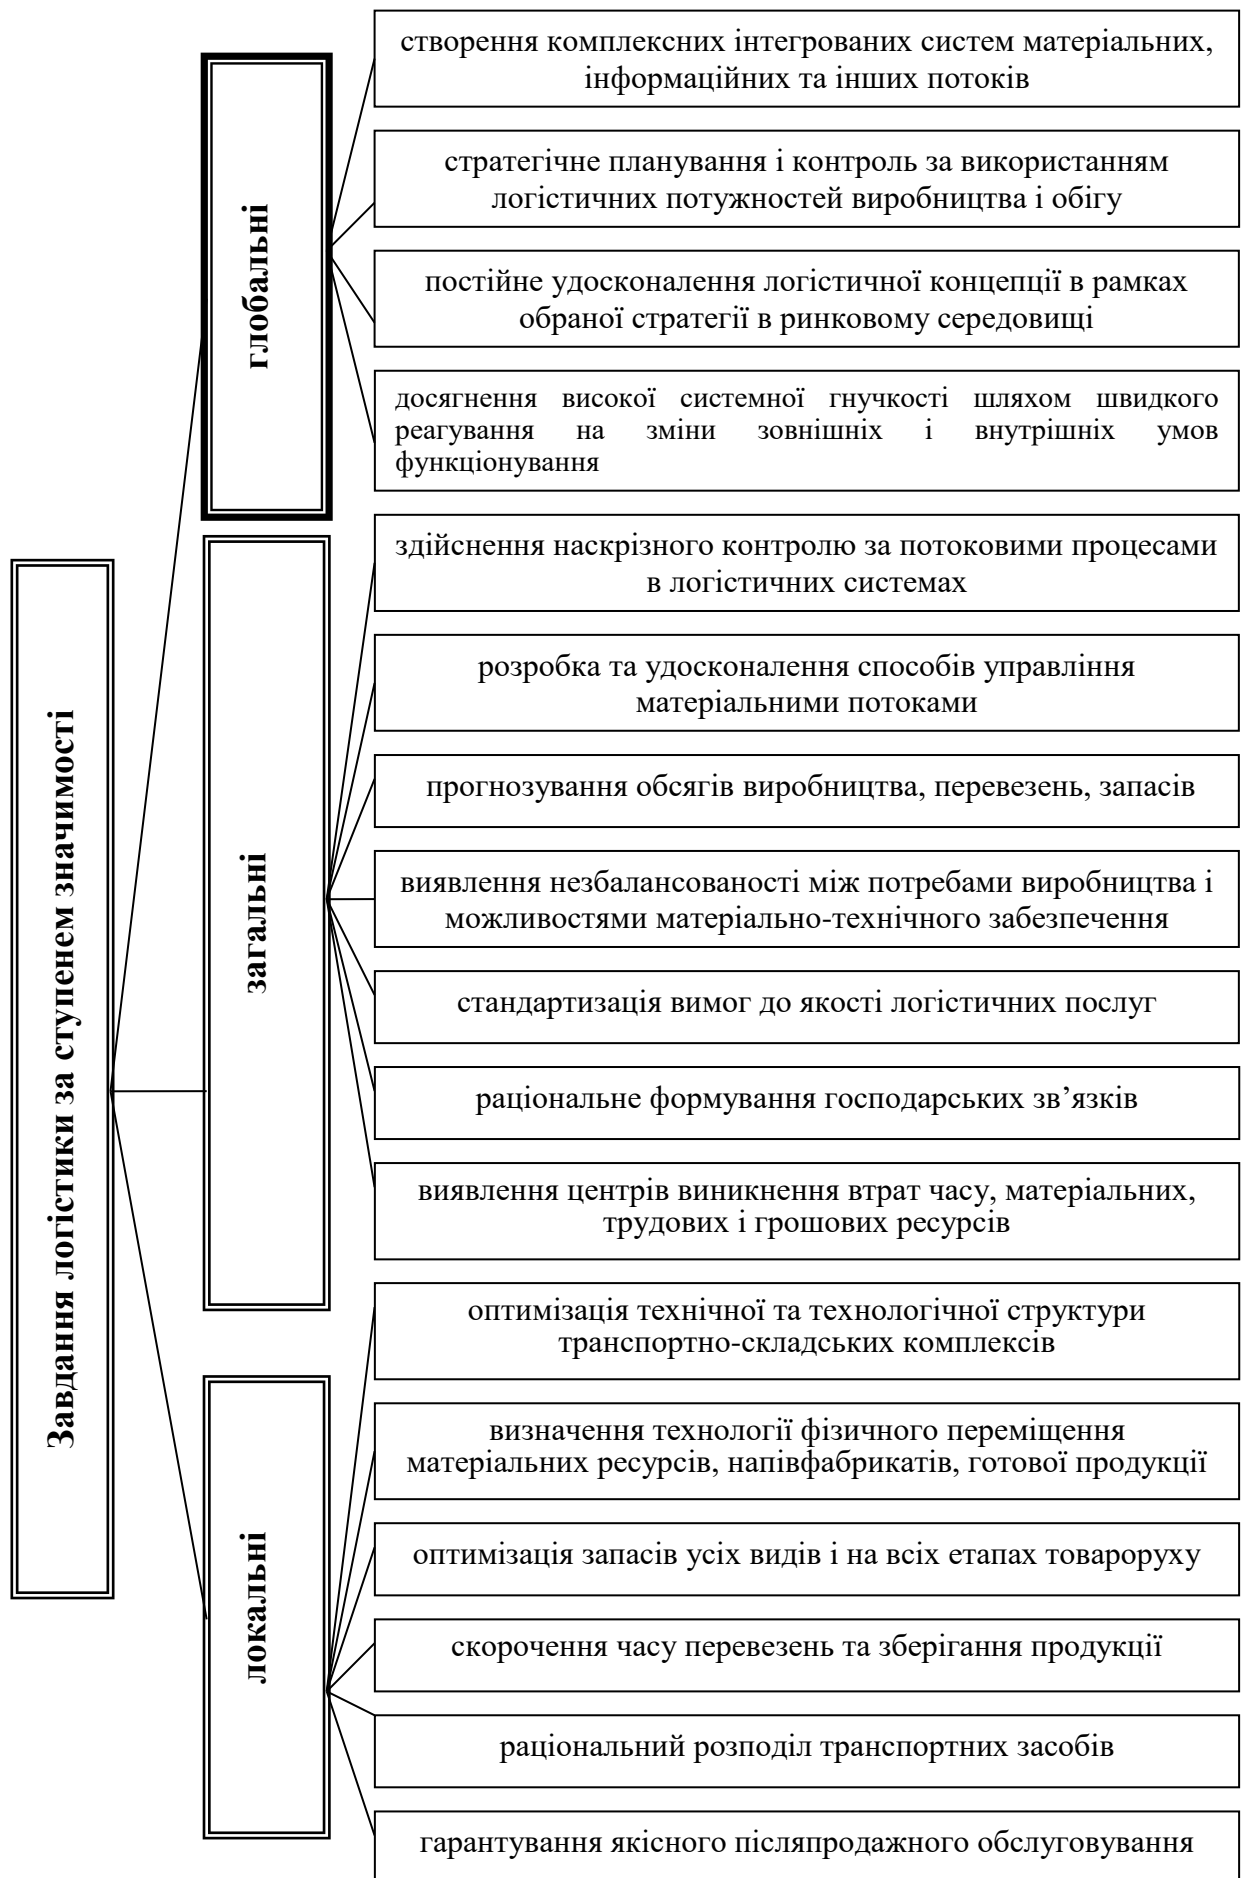 Завдання логістики за ступенем значимості
глобальні
створення комплексних інтегрованих систем матеріальних,
інформаційних та інших потоків
стратегічне планування і контроль за використанням
логістичних потужностей виробництва і обігу
постійне удосконалення логістичної концепції в рамках
обраної стратегії в ринковому середовищі
досягнення високої системної гнучкості шляхом швидкого
реагування на зміни зовнішніх і внутрішніх умов
функціонування
загальні
здійснення наскрізного контролю за потоковими процесами
в логістичних системах
розробка та удосконалення способів управління
матеріальними потоками
прогнозування обсягів виробництва, перевезень, запасів
виявлення незбалансованості між потребами виробництва і
можливостями матеріально-технічного забезпечення
стандартизація вимог до якості логістичних послуг
раціональне формування господарських зв’язків
виявлення центрів виникнення втрат часу, матеріальних,
трудових і грошових ресурсів
локальні
оптимізація технічної та технологічної структури
транспортно-складських комплексів
визначення технології фізичного переміщення
матеріальних ресурсів, напівфабрикатів, готової продукції
оптимізація запасів усіх видів і на всіх етапах товароруху
скорочення часу перевезень та зберігання продукції
раціональний розподіл транспортних засобів
гарантування якісного післяпродажного обслуговування